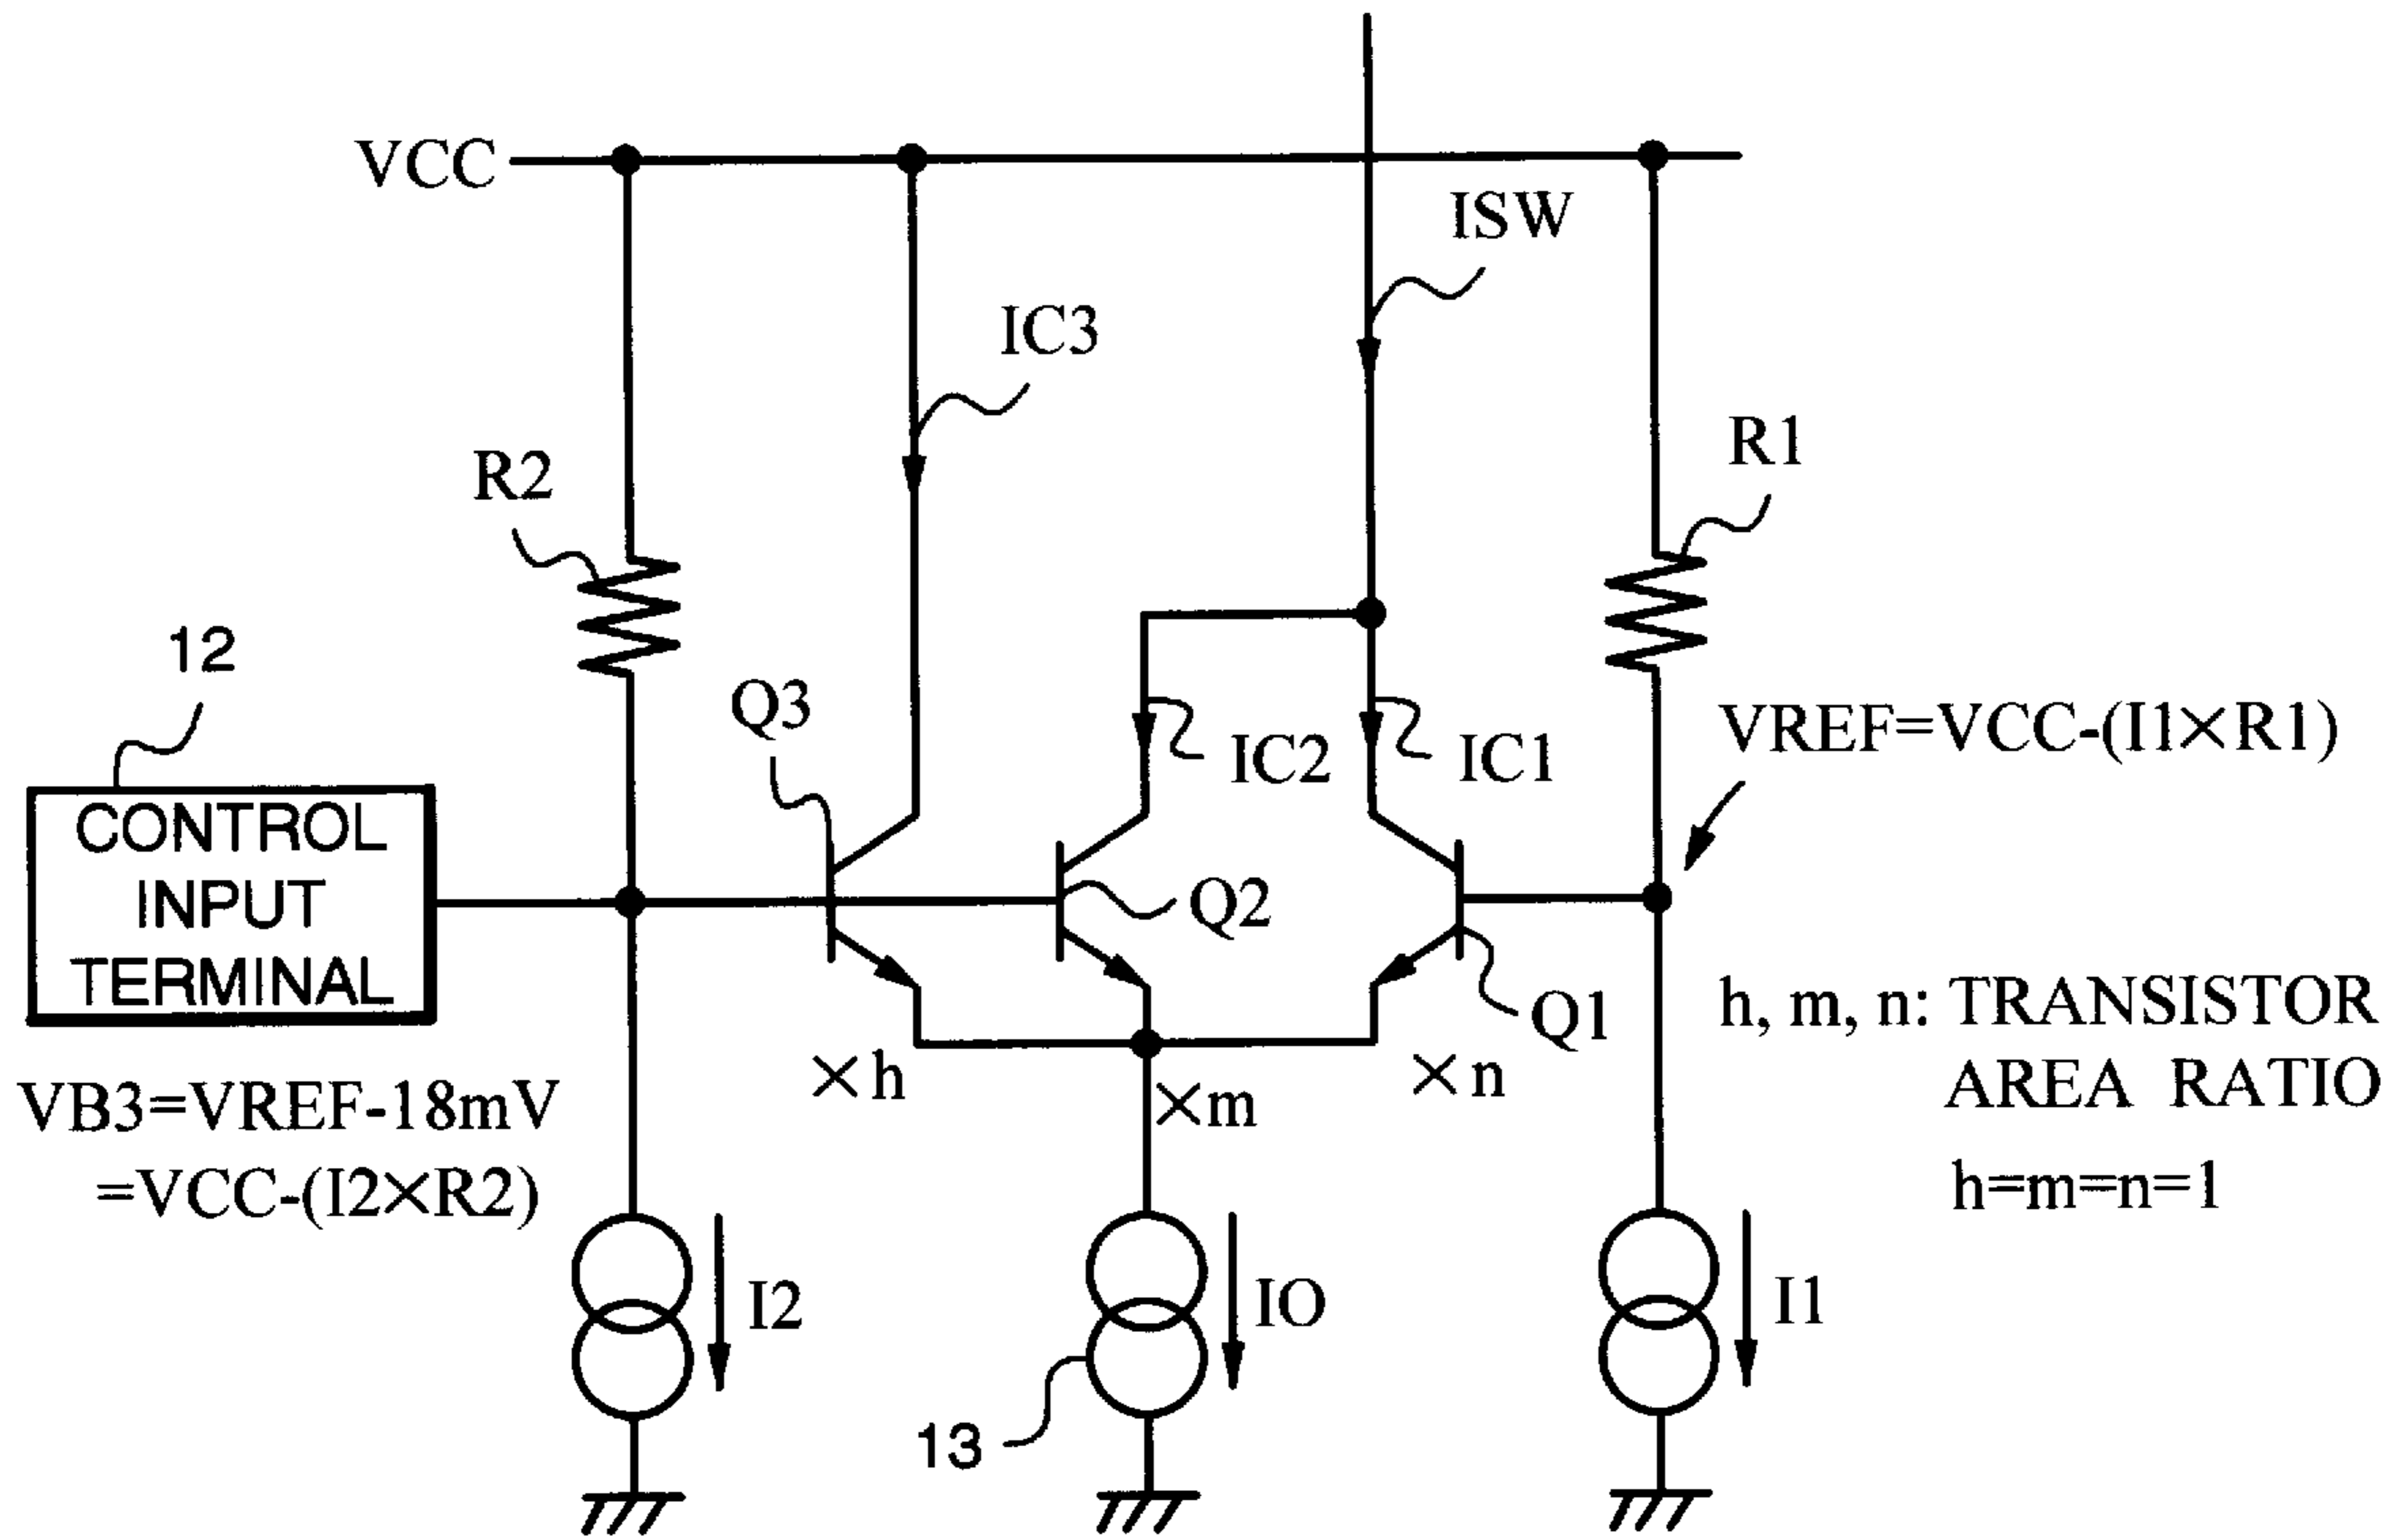 VCC
ISW
IC3
R1
R2
12
Q3
VREF=VCC-(I1×R1)
IC2
IC1
CONTROL
INPUT
TERMINAL
Q2
h, m, n: TRANSISTOR
AREA RATIO
h=m=n=1
Q1
×h
×m
×n
VB3=VREF-18mV
=VCC-(I2×R2)
I2
IO
I1
13